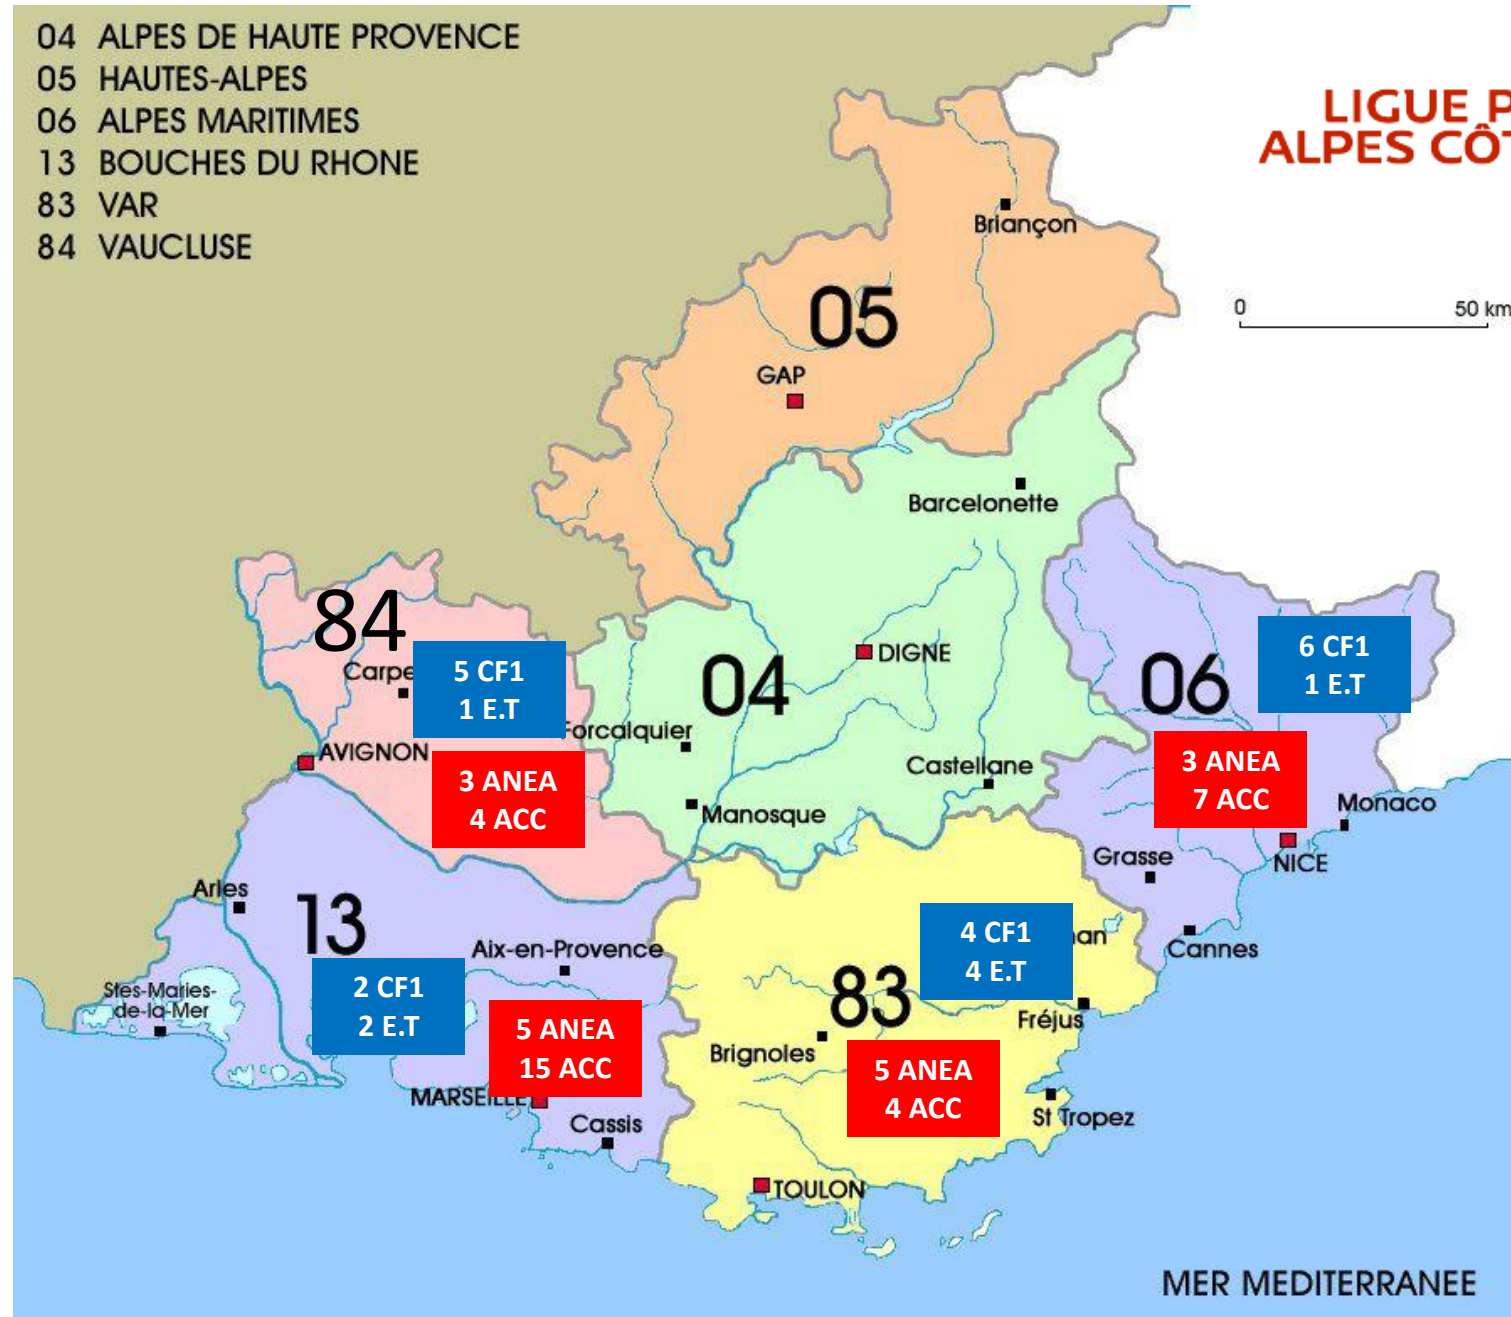 04 ALPES DE HAUTE PROVENCE
05 HAUTES-ALPES
06 ALPES MARITIMES
13 BOUCHES DU RHONE
83 VAR
84 VAUCLUSE
LIGUE P
ALPES CÔT
0 50 km
Briançon
05
GAP
Barcelonette
84
Carpe
5 CF1
1 E.T
04
DIGNE
06
6 CF1
1 E.T
Forcalquier
AVIGNON
3 ANEA
4 ACC
Castellane
3 ANEA
7 ACC
Manosque
Monaco
Grasse
NICE
Arles
13
Aix-en-Provence
4 CF1
4 E.T
an
Cannes
Stes-Maries-
de-la-Mer
2 CF1
2 E.T
83
Fréjus
5 ANEA
15 ACC
Brignoles
5 ANEA
4 ACC
MARSEILLE
Cassis
St Tropez
TOULON
MER MEDITERRANEE